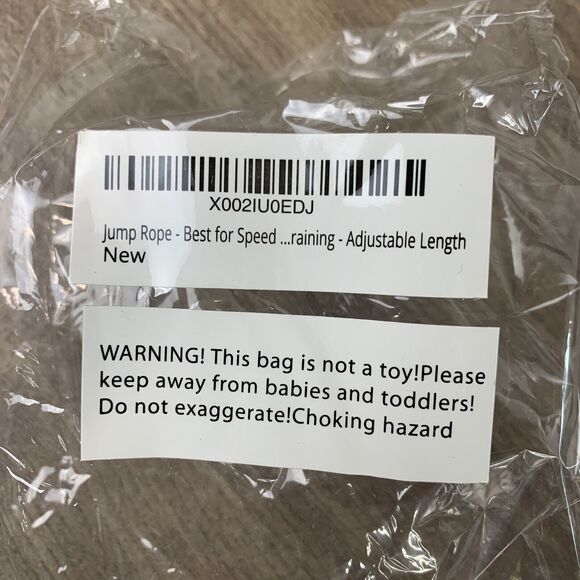 X002IU0EDJ
Jump Rope - Best for Speed ...raining - Adjustable Length
New
WARNING! This bag is not a toy!Please
keep away from babies and toddlers!
Do not exaggerate!Choking hazard